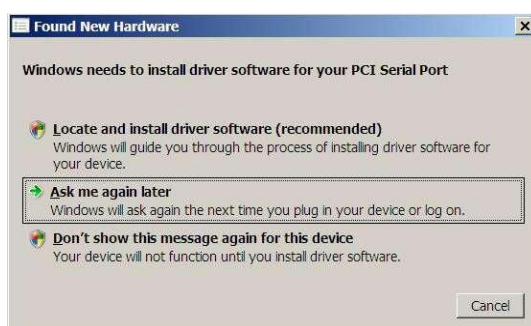 Found New Hardware
Windows needs to install driver software for your PCI Serial Port
Locate and install driver software (recommended)
Windows will guide you through the process of installing driver software for
your device.
Ask me again later
Windows will ask again the next time you plug in your device or log on.
Don't show this message again for this device
Your device will not function until you install driver software.
Cancel